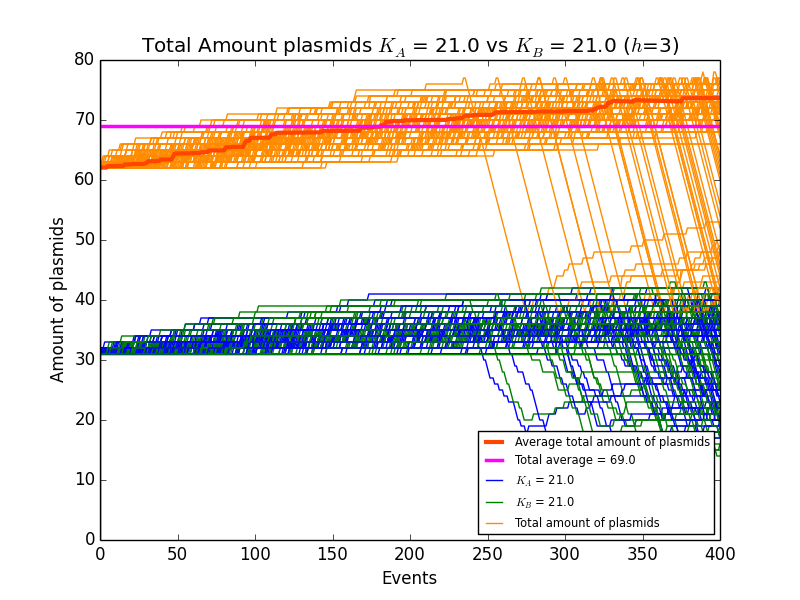 Total Amount plasmids K_A = 21.0 vs K_B = 21.0 (h=3)
80
70
60
50
40
30
20
10
0
Amount of plasmids
Average total amount of plasmids
Total average = 69.0
K_A = 21.0
K_B = 21.0
Total amount of plasmids
0 50 100 150 200 250 300 350 400
Events